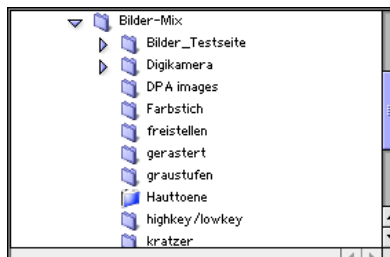 Bilder-Mix
Bilder_Testseite
Digikamera
DPA images
Farbstich
freistellen
gerastert
graustufen
Hauttoene
highkey/lowkey
kratzer